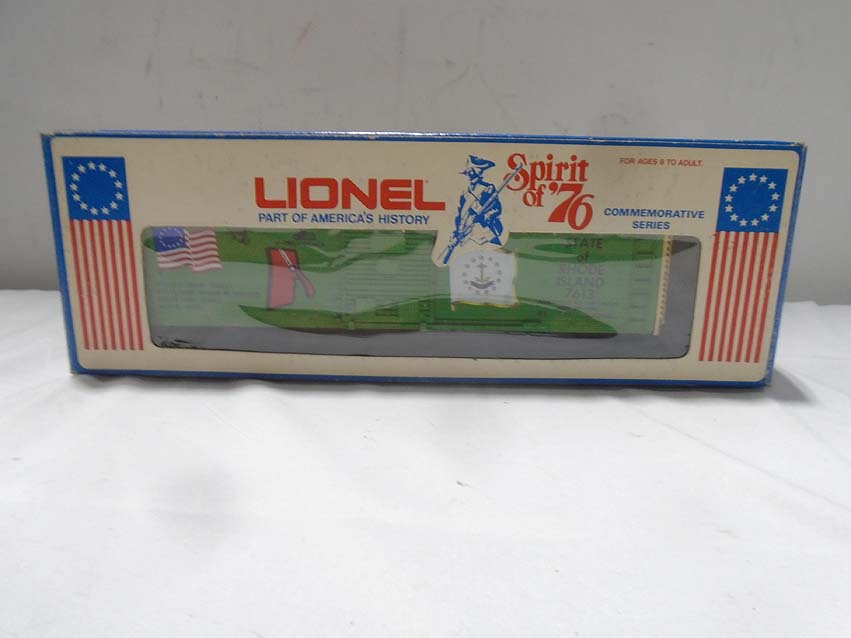 LIONEL
PART OF AMERICA'S HISTORY
Spirit
of '76
FOR AGES 8 TO ADULT.
COMMEMORATIVE
SERIES
STATE
of
RHODE
ISLAND
7613